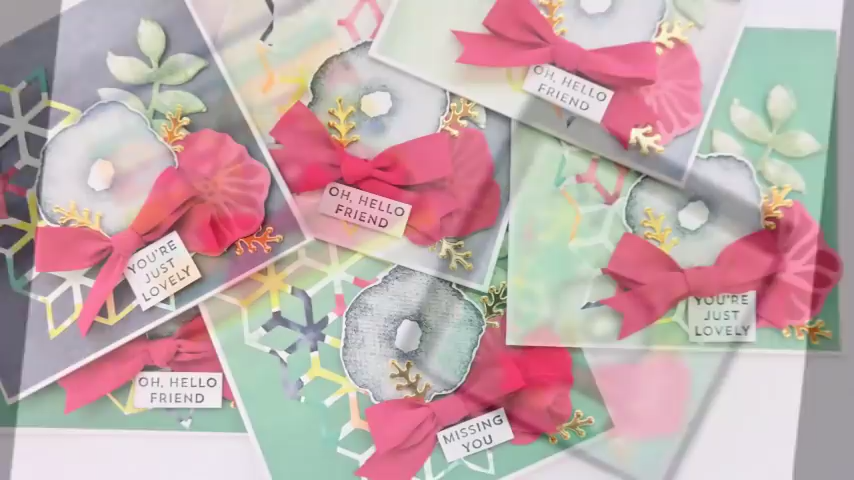 OH, HELLO
FRIEND
OH, HELLO
FRIEND
YOU'RE
JUST
LOVELY
YOU'RE
JUST
LOVELY
OH, HELLO
FRIEND
MISSING
YOU